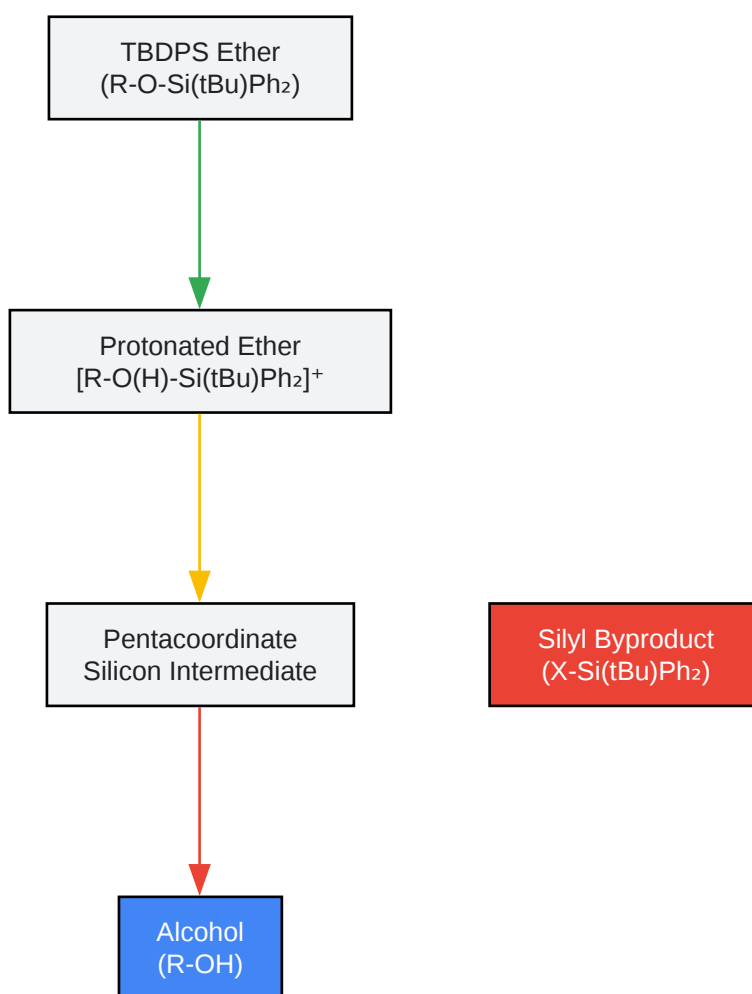 TBDPS Ether
(R-O-Si(tBu)Ph₂)
Protonated Ether
[R-O(H)-Si(tBu)Ph₂]⁺
Pentacoordinate
Silicon Intermediate
Silyl Byproduct
(X-Si(tBu)Ph₂)
Alcohol
(R-OH)